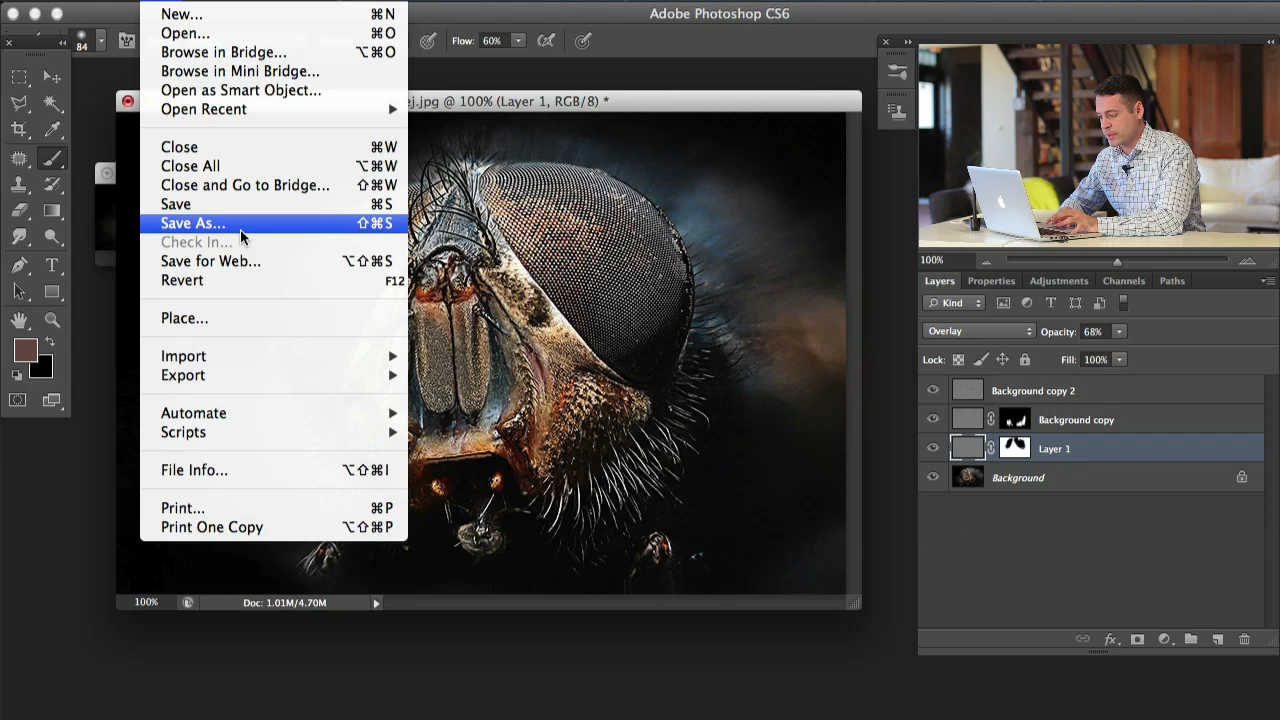 Adobe Photoshop CS6
New... ⌘N
Open... ⌘O
Browse in Bridge... ⌥⌘O
Browse in Mini Bridge...
Open as Smart Object...
Open Recent
Close ⌘W
Close All ⌥⌘W
Close and Go to Bridge... ⇧⌘W
Save ⌘S
Save As... ⇧⌘S
Check In...
Save for Web... ⌥⇧⌘S
Revert F12
Place...
Import
Export
Automate
Scripts
File Info... ⌥⇧⌘I
Print... ⌘P
Print One Copy ⌥⇧⌘P
84
Flow: 60%
ej.jpg @ 100% (Layer 1, RGB/8) *
100% Doc: 1.01M/4.70M
100%
Layers Properties Adjustments Channels Paths
Kind
Overlay Opacity: 68%
Lock: Fill: 100%
Background copy 2
Background copy
Layer 1
Background